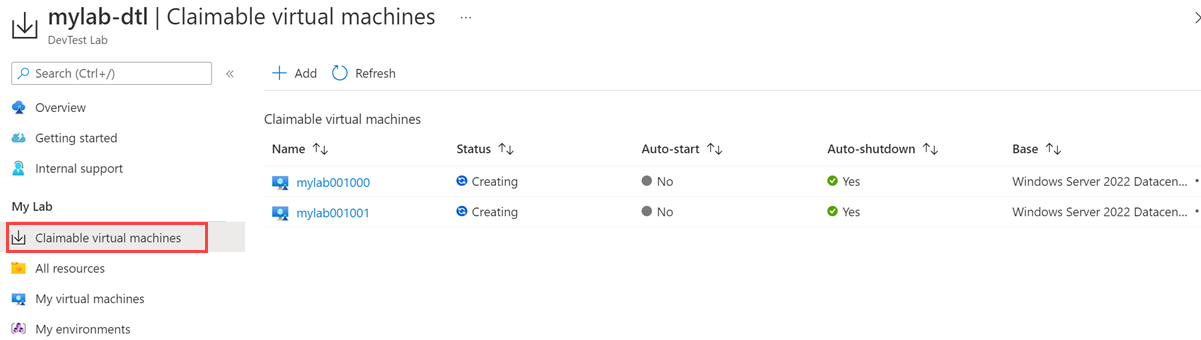 mylab-dtl | Claimable virtual machines ...
DevTest Lab
Search (Ctrl+/) «
Add Refresh
Overview
Getting started
Internal support
My Lab
Claimable virtual machines
All resources
My virtual machines
My environments
Claimable virtual machines
Name ↑↓ Status ↑↓ Auto-start ↑↓ Auto-shutdown ↑↓ Base ↑↓
mylab001000 Creating No Yes Windows Server 2022 Datacen...
mylab001001 Creating No Yes Windows Server 2022 Datacen...